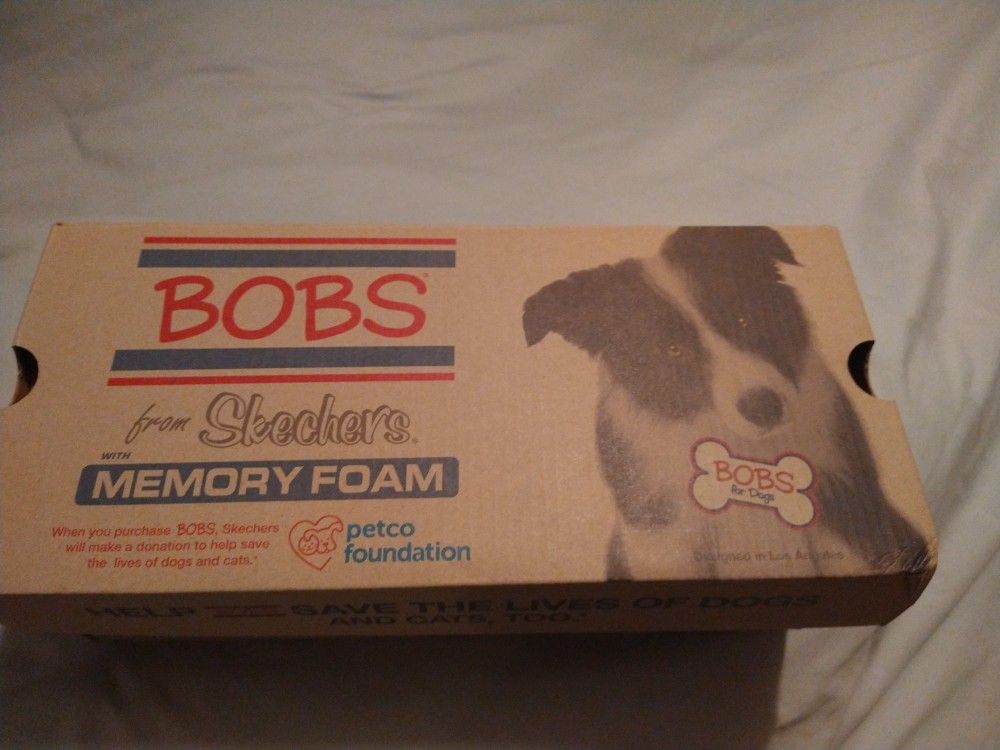 BOBS™
from Skechers®
WITH
MEMORY FOAM
When you purchase BOBS, Skechers
will make a donation to help save
the lives of dogs and cats.*
petco
foundation
BOBS
for Dogs
Designed in Los Angeles
HELP SAVE THE LIVES OF DOGS
AND CATS, TOO.*